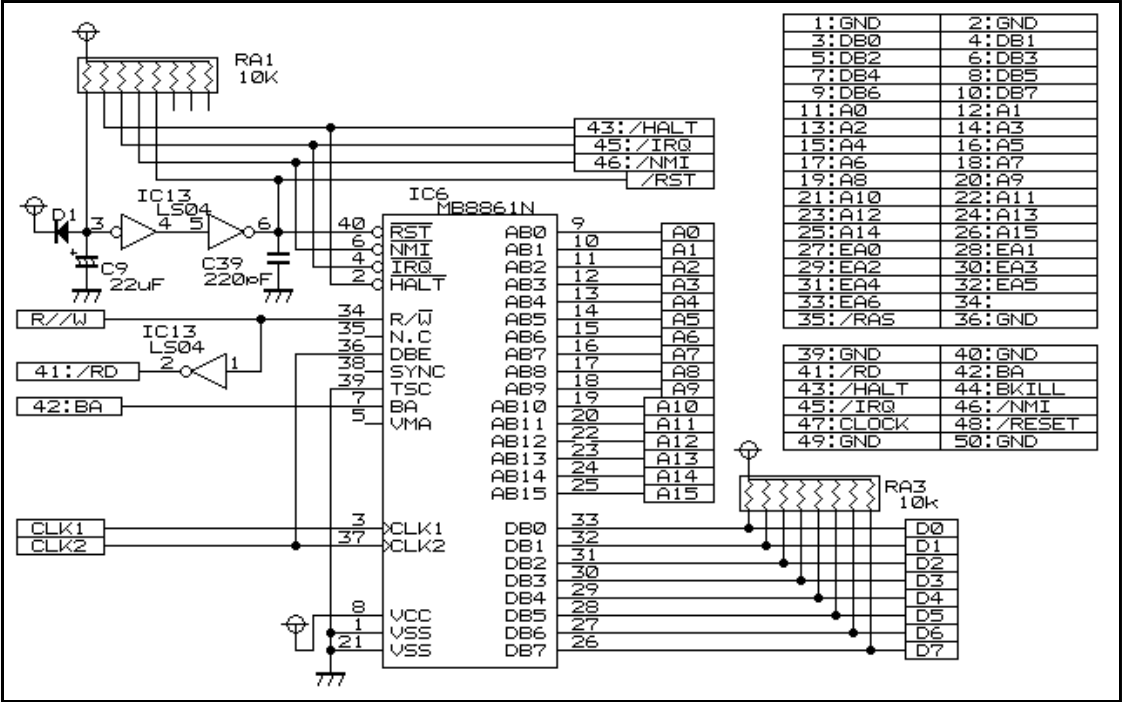 RA1
10K
43:/HALT
45:/IRQ
46:/NMI
/RST
IC13
LS04
D1
3
4
5
6
C9
22uF
C39
220pF
IC6
MB8861N
40 RST
6 NMI
4 IRQ
2 HALT
34 R/W
35 N.C
36 DBE
38 SYNC
39 TSC
7 BA
5 VMA
3 CLK1
37 CLK2
8 VCC
1 VSS
21 VSS
R//W
IC13
LS04
2
1
41:/RD
42:BA
CLK1
CLK2
AB0 9 A0
AB1 10 A1
AB2 11 A2
AB3 12 A3
AB4 13 A4
AB5 14 A5
AB6 15 A6
AB7 16 A7
AB8 17 A8
AB9 18 A9
AB10 19 A10
AB11 20 A11
AB12 22 A12
AB13 23 A13
AB14 24 A14
AB15 25 A15
RA3
10k
DB0 33 D0
DB1 32 D1
DB2 31 D2
DB3 30 D3
DB4 29 D4
DB5 28 D5
DB6 27 D6
DB7 26 D7
1:GND 2:GND
3:DB0 4:DB1
5:DB2 6:DB3
7:DB4 8:DB5
9:DB6 10:DB7
11:A0 12:A1
13:A2 14:A3
15:A4 16:A5
17:A6 18:A7
19:A8 20:A9
21:A10 22:A11
23:A12 24:A13
25:A14 26:A15
27:EA0 28:EA1
29:EA2 30:EA3
31:EA4 32:EA5
33:EA6 34:
35:/RAS 36:GND
39:GND 40:GND
41:/RD 42:BA
43:/HALT 44:BKILL
45:/IRQ 46:/NMI
47:CLOCK 48:/RESET
49:GND 50:GND